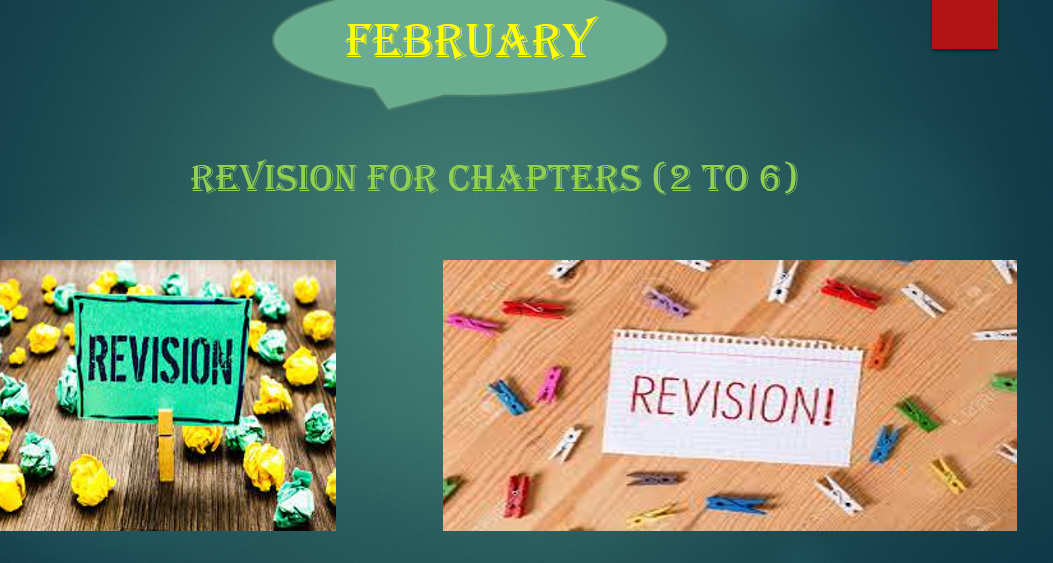 FEBRUARY
REVISION FOR CHAPTERS (2 TO 6)
REVISION
REVISION!